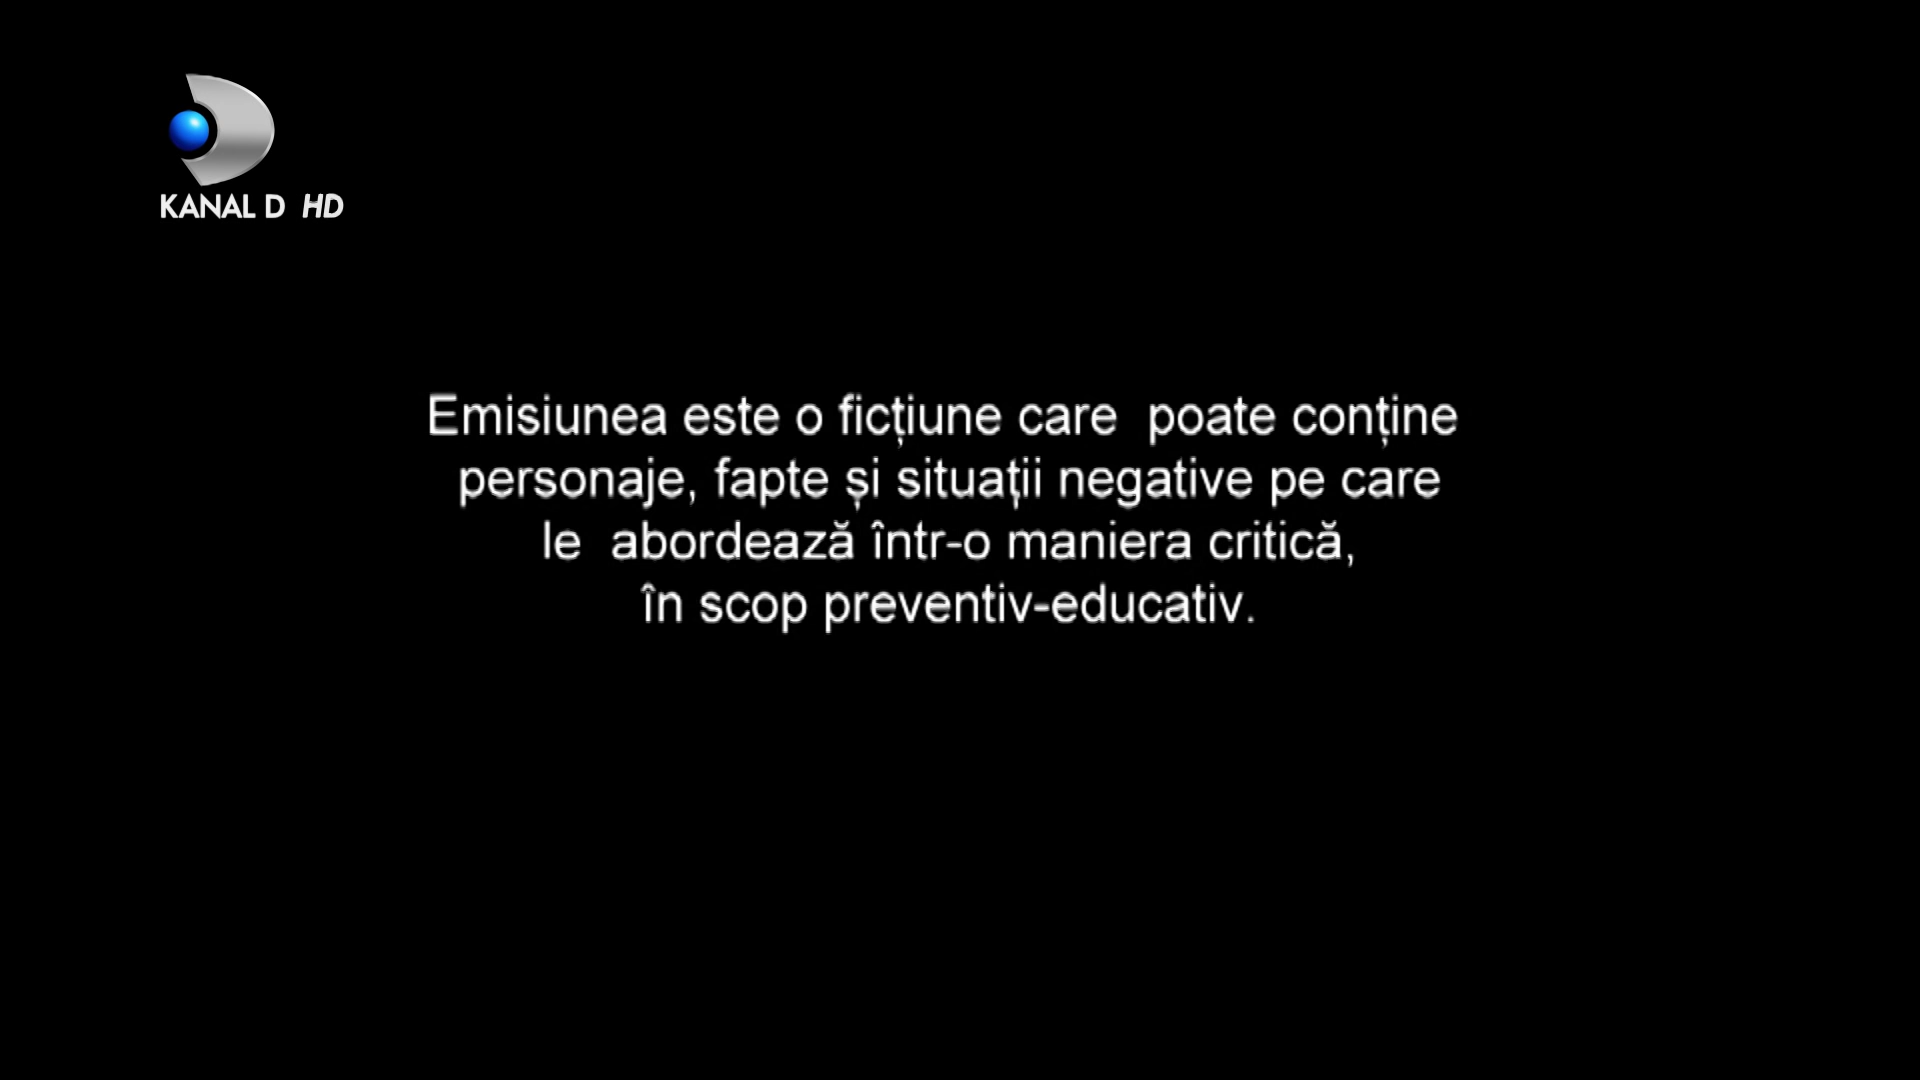 KANAL D HD
Emisiunea este o ficțiune care  poate conține
personaje, fapte și situații negative pe care
le  abordează într-o maniera critică,
în scop preventiv-educativ.